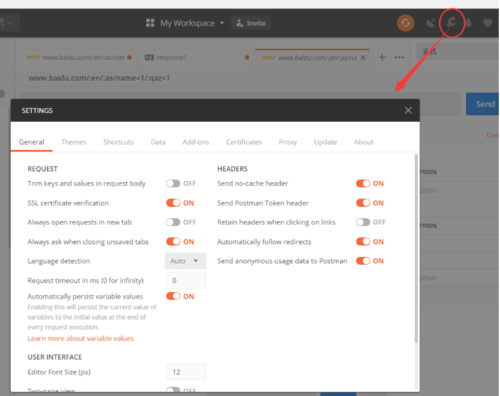 My Workspace
Invite
POST www.baidu.com/:en/:as/nan
response1
POST www.baidu.com/:en/:as/na
www.baidu.com/:en/:as/name=1/:qaz=1
Send
SETTINGS
General Themes Shortcuts Data Add-ons Certificates Proxy Update About
REQUEST
Trim keys and values in request body OFF
SSL certificate verification ON
Always open requests in new tab OFF
Always ask when closing unsaved tabs ON
Language detection Auto
Request timeout in ms (0 for infinity) 0
Automatically persist variable values ON
Enabling this will persist the current value of
variables to the initial value at the end of
every request execution.
Learn more about variable values
USER INTERFACE
Editor Font Size (px) 12
Two-pane view OFF
HEADERS
Send no-cache header ON
Send Postman Token header ON
Retain headers when clicking on links OFF
Automatically follow redirects ON
Send anonymous usage data to Postman ON
PTION
ption
PTION
ption